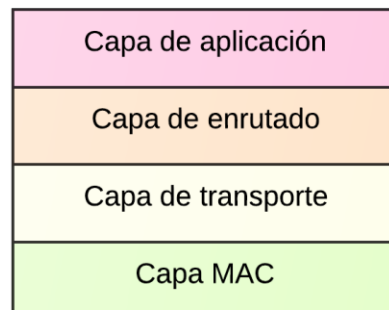 Capa de aplicación
Capa de enrutado
Capa de transporte
Capa MAC